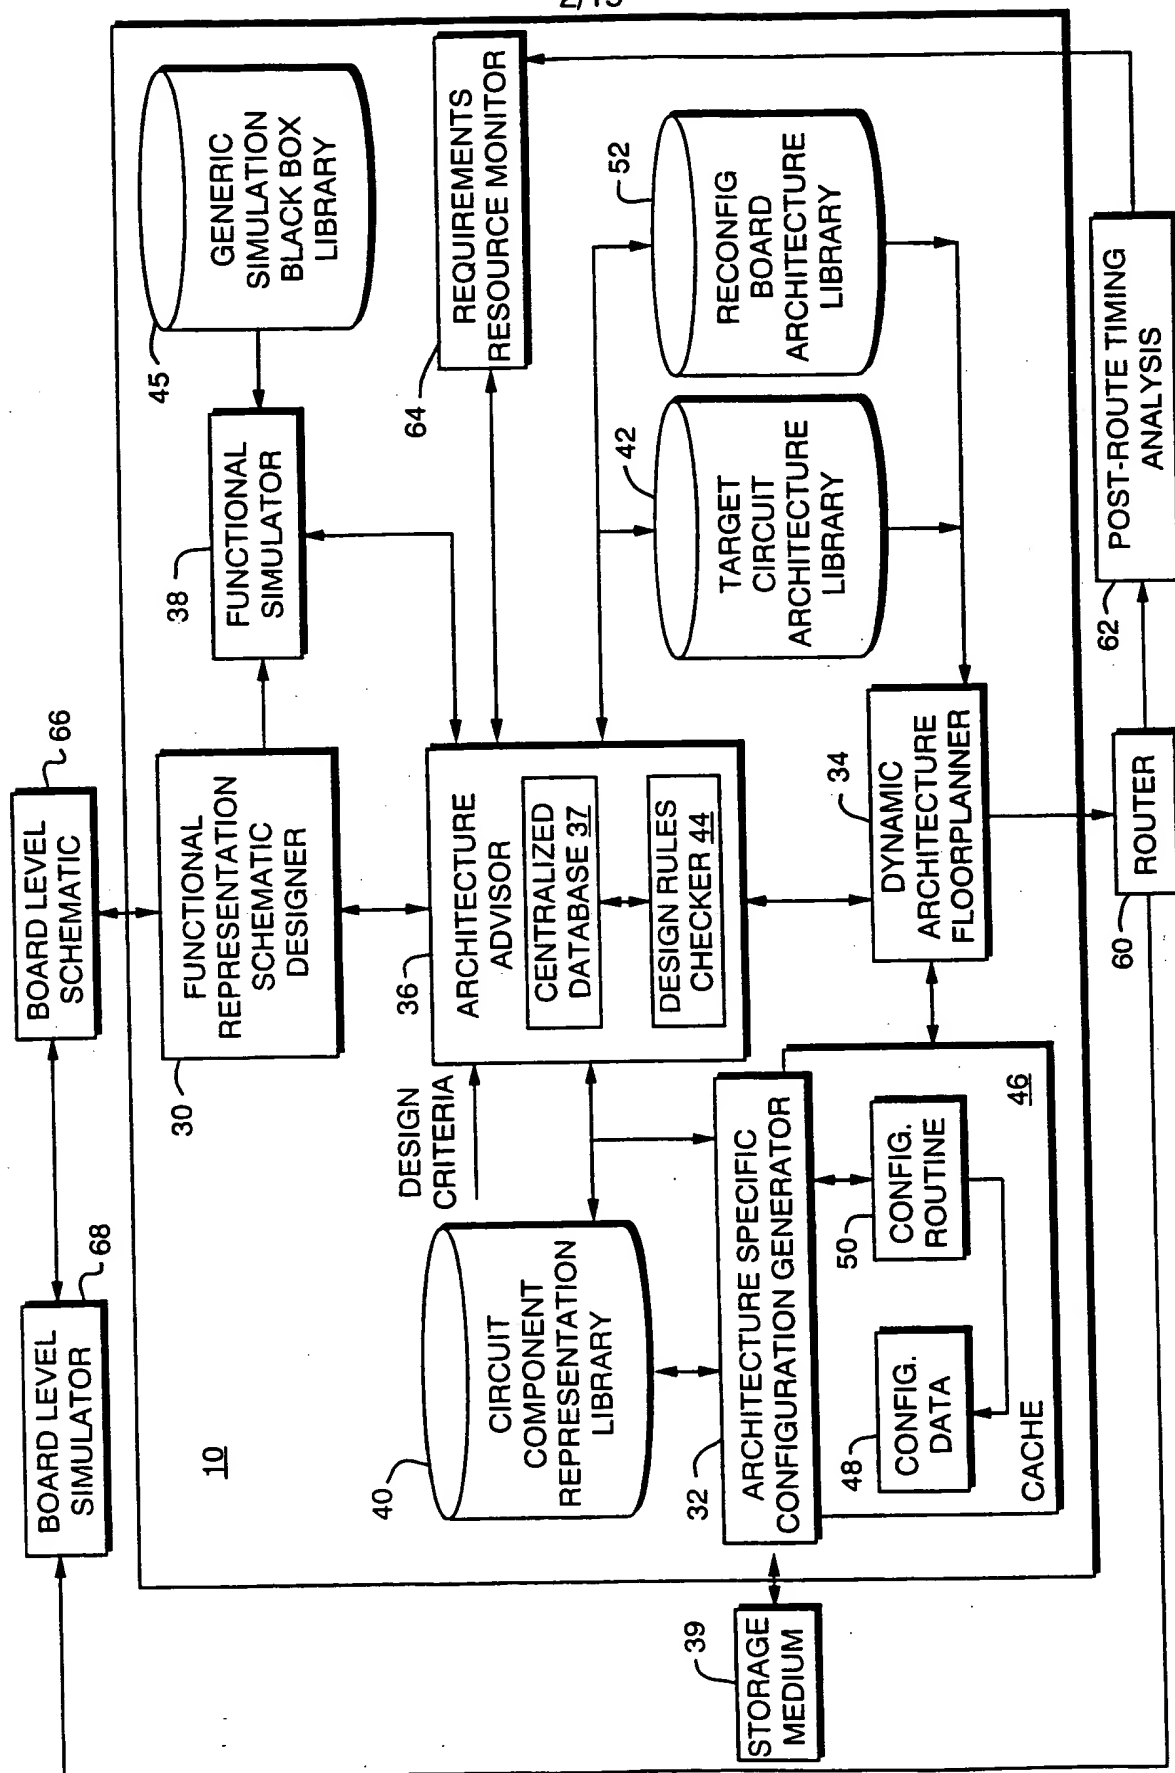 2/15
BOARD LEVEL
SIMULATOR
68
BOARD LEVEL
SCHEMATIC
66
10
FUNCTIONAL
REPRESENTATION
SCHEMATIC
DESIGNER
30
FUNCTIONAL
SIMULATOR
38
GENERIC
SIMULATION
BLACK BOX
LIBRARY
45
DESIGN
CRITERIA
CIRCUIT
COMPONENT
REPRESENTATION
LIBRARY
40
ARCHITECTURE
ADVISOR
36
CENTRALIZED
DATABASE 37
DESIGN RULES
CHECKER 44
REQUIREMENTS
RESOURCE MONITOR
64
TARGET
CIRCUIT
ARCHITECTURE
LIBRARY
42
RECONFIG
BOARD
ARCHITECTURE
LIBRARY
52
STORAGE
MEDIUM
39
ARCHITECTURE SPECIFIC
CONFIGURATION GENERATOR
32
CONFIG.
DATA
48
CONFIG.
ROUTINE
50
46
CACHE
DYNAMIC
ARCHITECTURE
FLOORPLANNER
34
ROUTER
60
POST-ROUTE TIMING
ANALYSIS
62